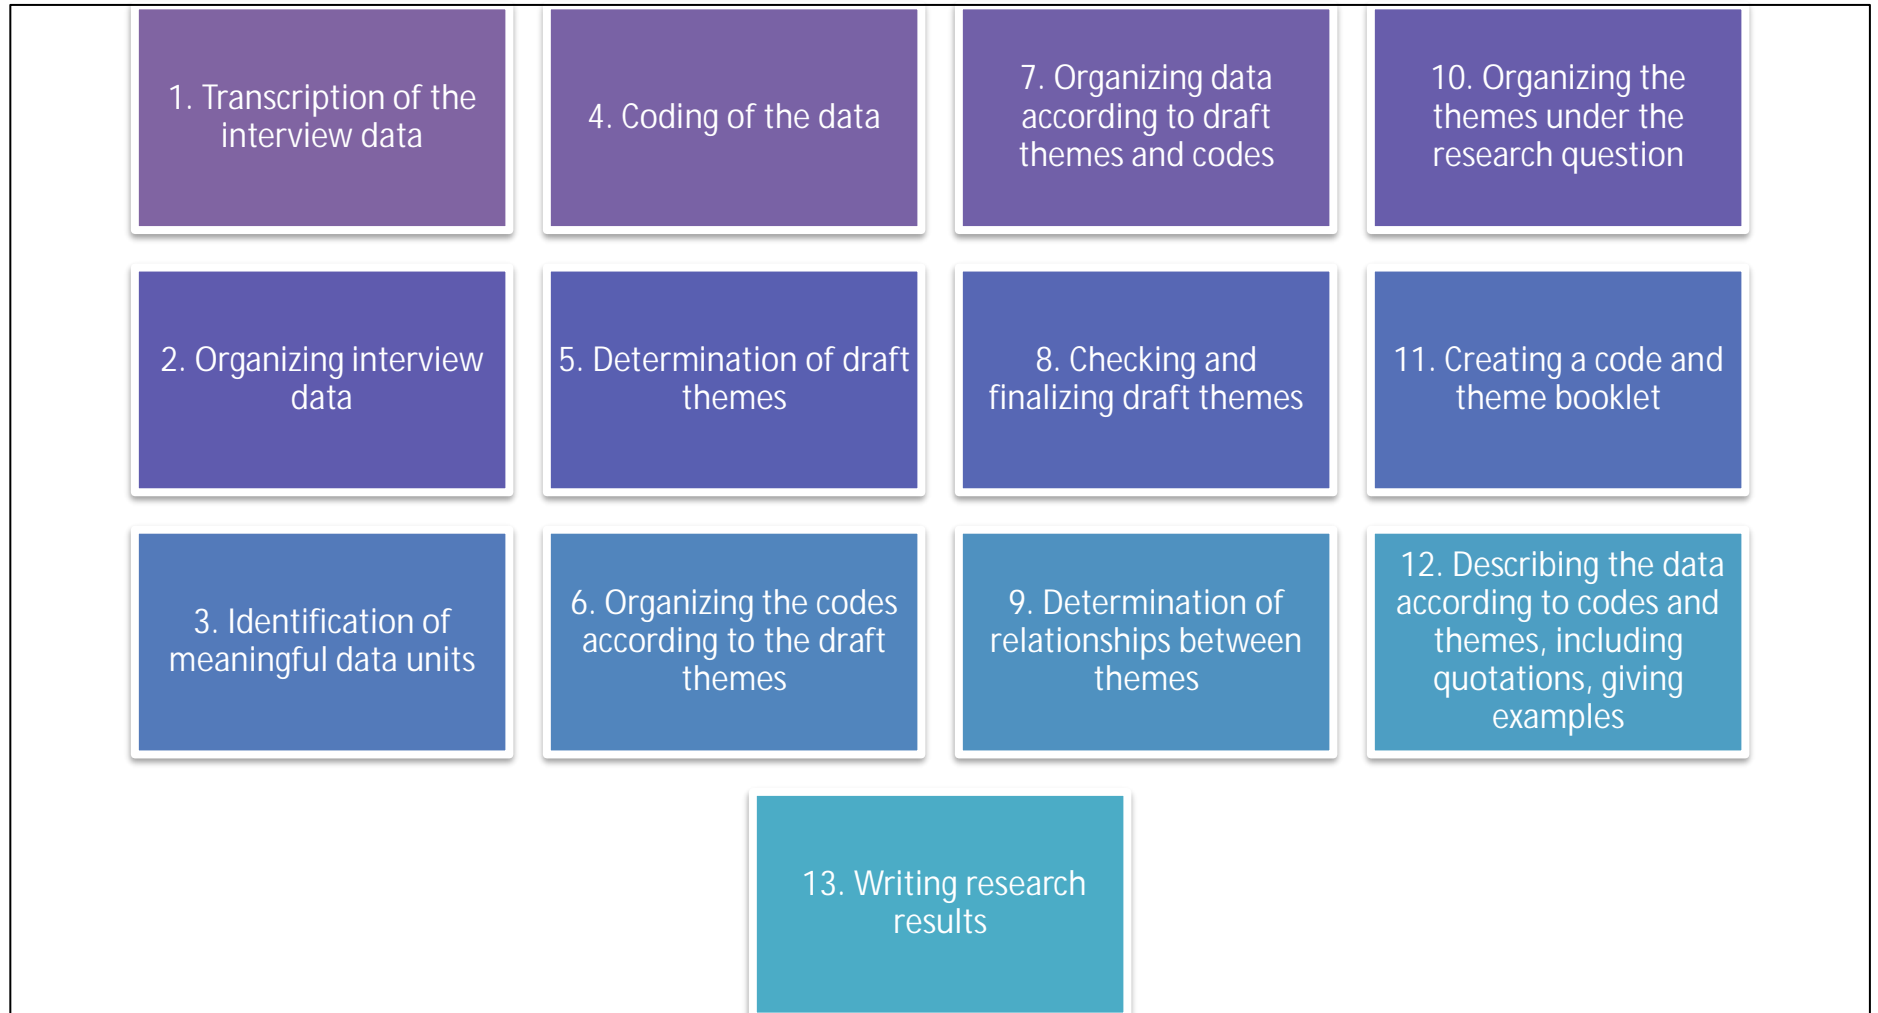 1. Transcription of the
interview data
4. Coding of the data
7. Organizing data
according to draft
themes and codes
10. Organizing the
themes under the
research question
2. Organizing interview
data
5. Determination of draft
themes
8. Checking and
finalizing draft themes
11. Creating a code and
theme booklet
3. Identification of
meaningful data units
6. Organizing the codes
according to the draft
themes
9. Determination of
relationships between
themes
12. Describing the data
according to codes and
themes, including
quotations, giving
examples
13. Writing research
results